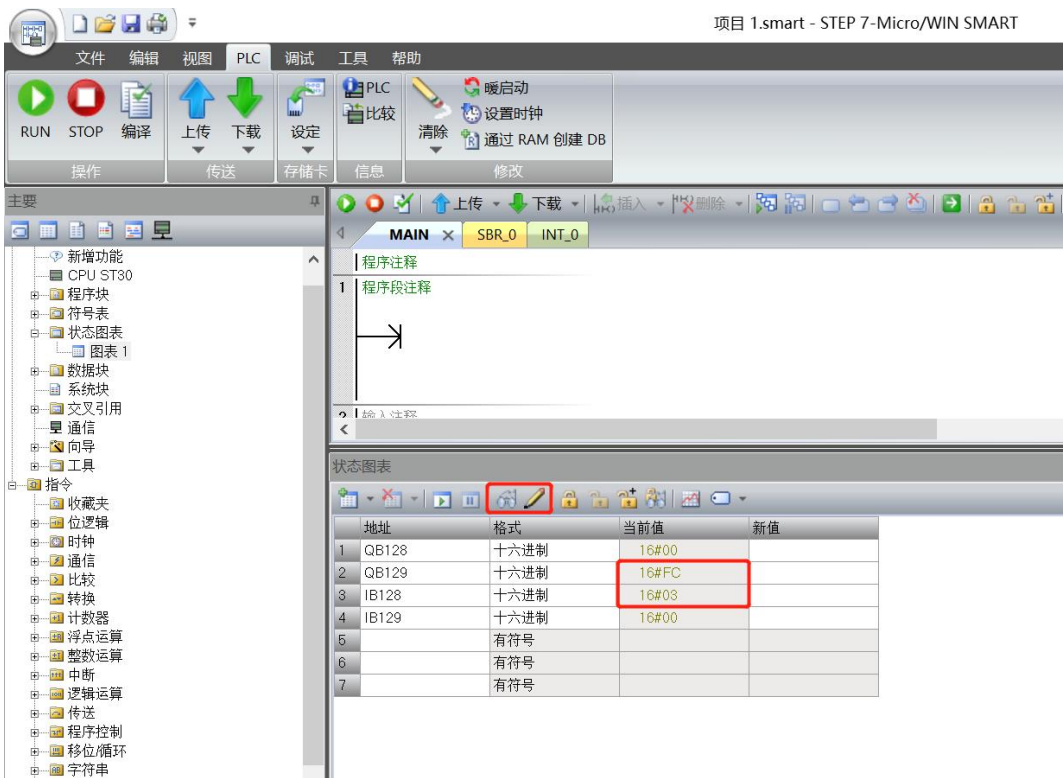 项目 1.smart - STEP 7-Micro/WIN SMART
文件 编辑 视图 PLC 调试 工具 帮助
RUN STOP 编译 上传 下载 设定 PLC 比较 清除 暖启动 设置时钟 通过 RAM 创建 DB
操作 传送 存储卡 信息 修改
主要
上传 下载 插入 删除
MAIN SBR_0 INT_0
新增功能
CPU ST30
程序块
符号表
状态图表
图表 1
数据块
系统块
交叉引用
通信
向导
工具
指令
收藏夹
位逻辑
时钟
通信
比较
转换
计数器
浮点运算
整数运算
中断
逻辑运算
传送
程序控制
移位/循环
字符串
程序注释
1 程序段注释
2 输入注释
状态图表
地址 格式 当前值 新值
1 QB128 十六进制 16#00
2 QB129 十六进制 16#FC
3 IB128 十六进制 16#03
4 IB129 十六进制 16#00
5 有符号
6 有符号
7 有符号